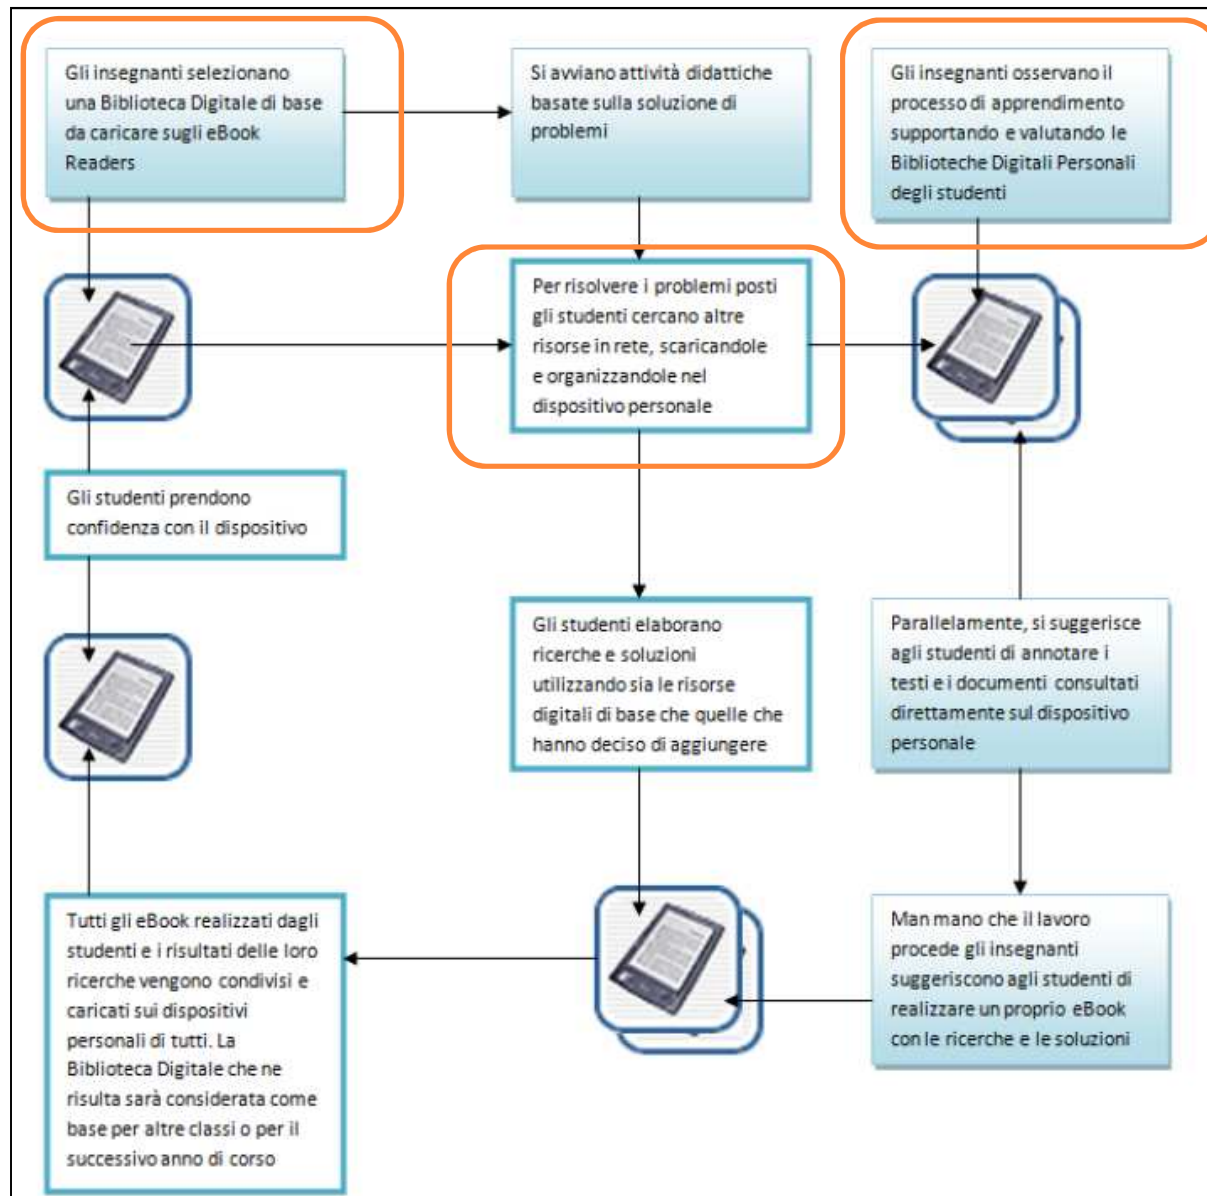 Gli insegnanti selezionano
una Biblioteca Digitale di base
da caricare sugli eBook
Readers
Si avviano attività didattiche
basate sulla soluzione di
problemi
Gli insegnanti osservano il
processo di apprendimento
supportando e valutando le
Biblioteche Digitali Personali
degli studenti
Per risolvere i problemi posti
gli studenti cercano altre
risorse in rete, scaricandole
e organizzandole nel
dispositivo personale
Gli studenti prendono
confidenza con il dispositivo
Gli studenti elaborano
ricerche e soluzioni
utilizzando sia le risorse
digitali di base che quelle che
hanno deciso di aggiungere
Parallelamente, si suggerisce
agli studenti di annotare i
testi e i documenti consultati
direttamente sul dispositivo
personale
Tutti gli eBook realizzati dagli
studenti e i risultati delle loro
ricerche vengono condivisi e
caricati sui dispositivi
personali di tutti. La
Biblioteca Digitale che ne
risulta sarà considerata come
base per altre classi o per il
successivo anno di corso
Man mano che il lavoro
procede gli insegnanti
suggeriscono agli studenti di
realizzare un proprio eBook
con le ricerche e le soluzioni